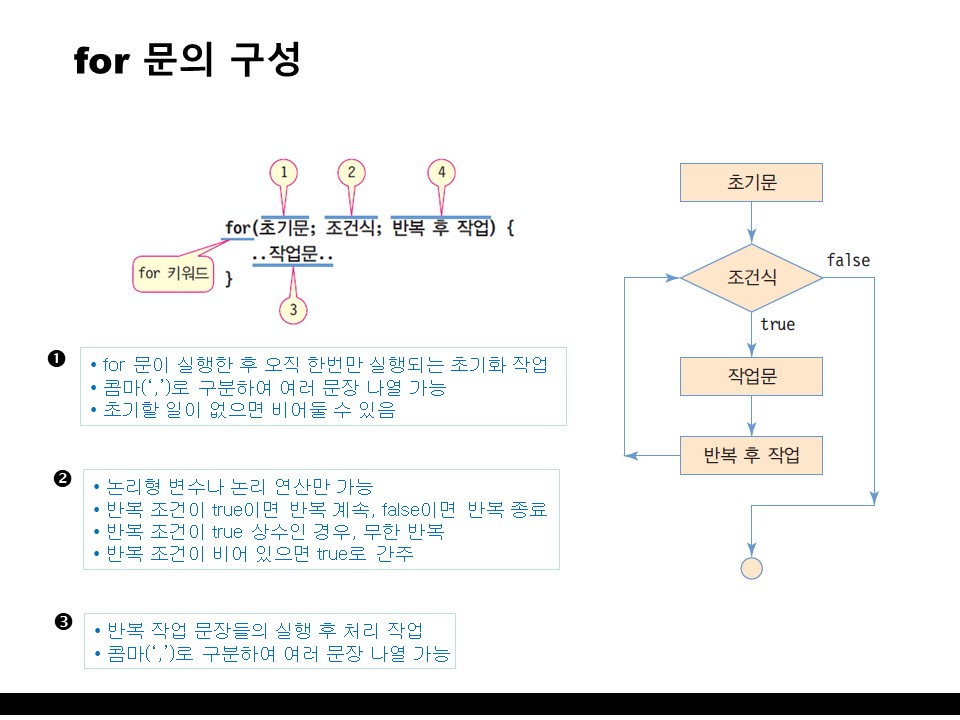 for 문의 구성
1 2 4
for(초기문; 조건식; 반복 후 작업) {
..작업문..
for 키워드
}
3
❶
• for 문이 실행한 후 오직 한번만 실행되는 초기화 작업
• 콤마(‘,’)로 구분하여 여러 문장 나열 가능
• 초기할 일이 없으면 비어둘 수 있음
❷
• 논리형 변수나 논리 연산만 가능
• 반복 조건이 true이면 반복 계속, false이면 반복 종료
• 반복 조건이 true 상수인 경우, 무한 반복
• 반복 조건이 비어 있으면 true로 간주
❸
• 반복 작업 문장들의 실행 후 처리 작업
• 콤마(‘,’)로 구분하여 여러 문장 나열 가능
초기문
조건식
false
true
작업문
반복 후 작업